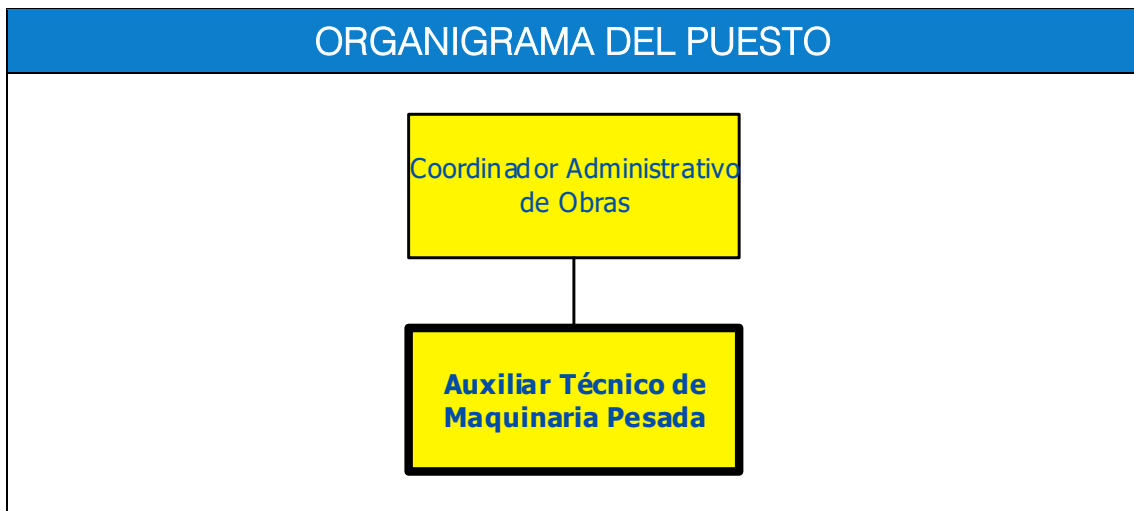 ORGANIGRAMA DEL PUESTO
Coordinador Administrativo
de Obras
Auxiliar Técnico de
Maquinaria Pesada